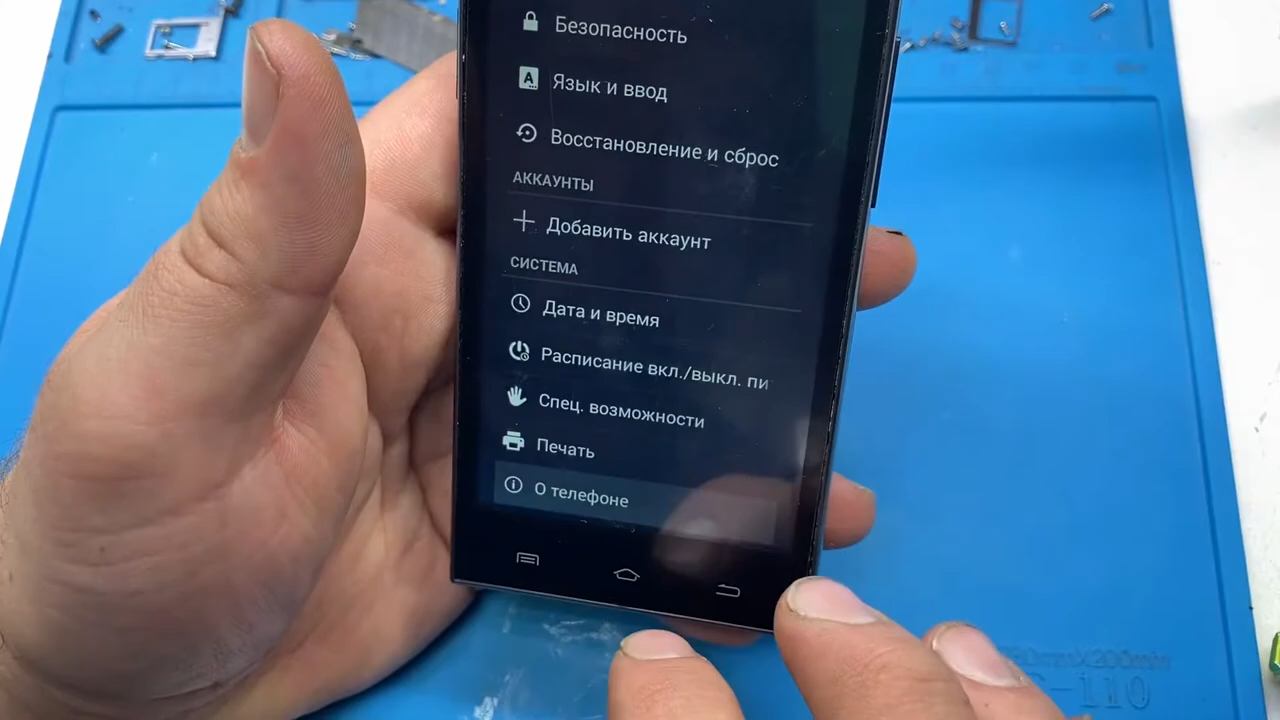 Безопасность
Язык и ввод
Восстановление и сброс
АККАУНТЫ
Добавить аккаунт
СИСТЕМА
Дата и время
Расписание вкл./выкл. пи
Спец. возможности
Печать
О телефоне
-110